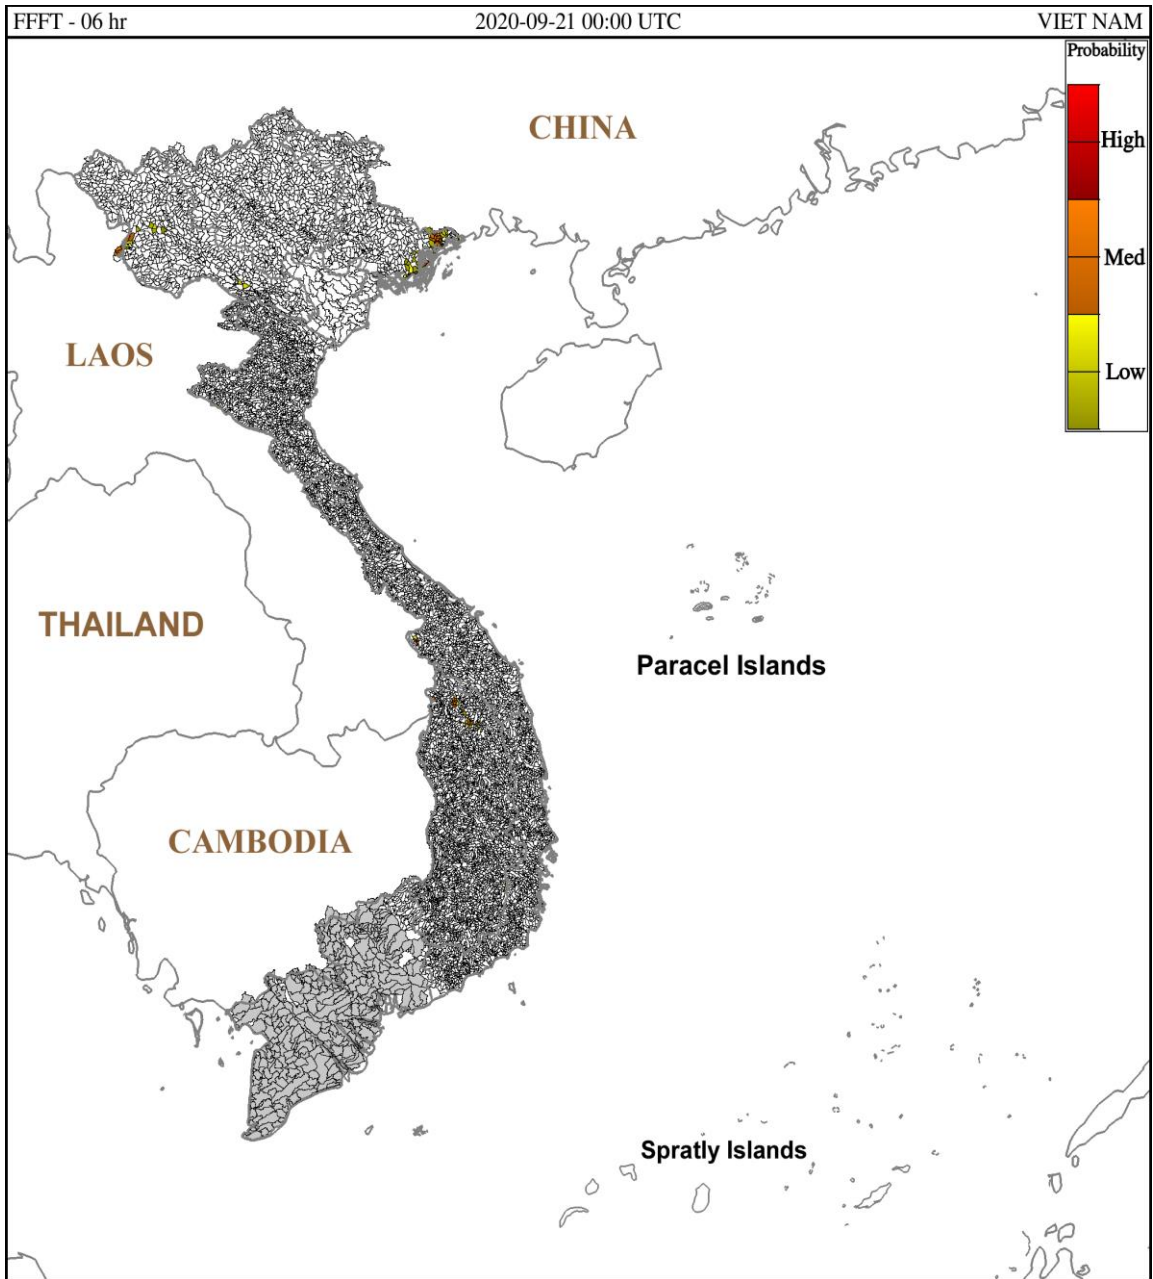 FFFT - 06 hr 2020-09-21 00:00 UTC VIET NAM
Probability
CHINA
High
Med
LAOS
Low
THAILAND
Paracel Islands
CAMBODIA
Spratly Islands